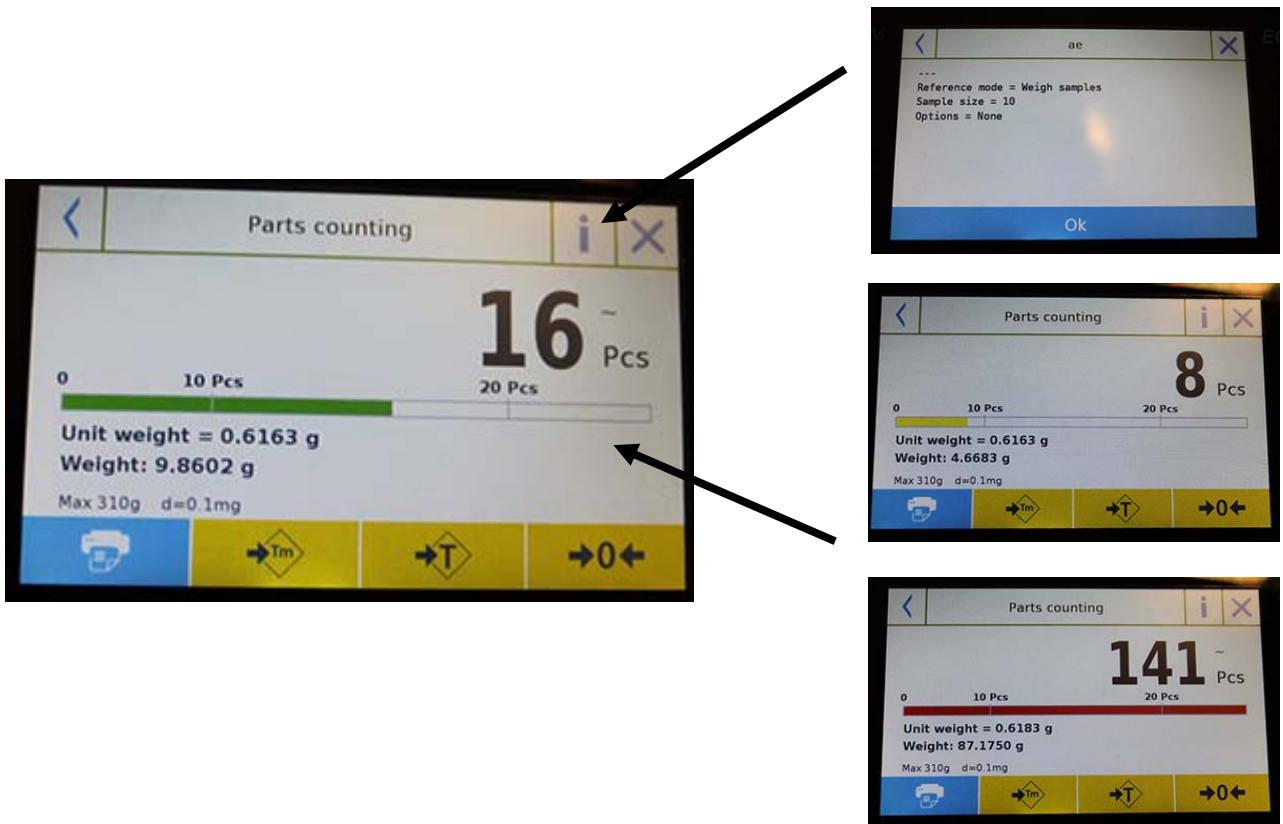 Parts counting
i
16 ~
Pcs
0 10 Pcs 20 Pcs
Unit weight = 0.6163 g
Weight: 9.8602 g
Max 310g d=0.1mg
Tm T 0
ae
---
Reference mode = Weigh samples
Sample size = 10
Options = None
Ok
Parts counting
i
8 Pcs
0 10 Pcs 20 Pcs
Unit weight = 0.6163 g
Weight: 4.6683 g
Max 310g d=0.1mg
Tm T 0
Parts counting
i
141 ~
Pcs
0 10 Pcs 20 Pcs
Unit weight = 0.6183 g
Weight: 87.1750 g
Max 310g d=0.1mg
Tm T 0